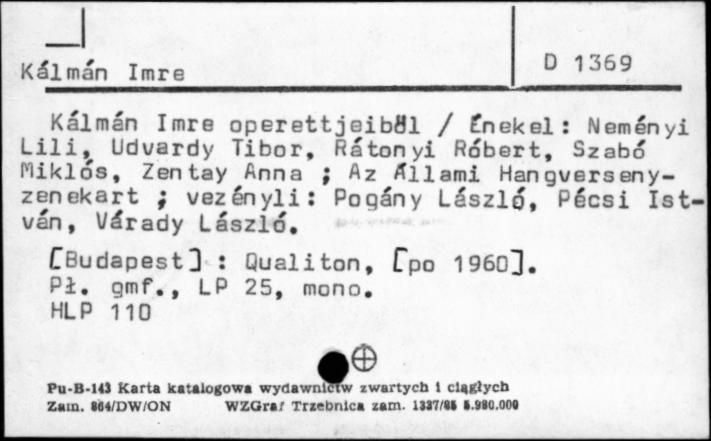 Kálmán Imre
D 1369
Kálmán Imre operettjeiből / Énekel: Neményi
Lili, Udvardy Tibor, Rátonyi Róbert, Szabó
Miklós, Zentay Anna ; Az Állami Hangverseny-
zenekart ; vezényli: Pogány László, Pécsi Ist-
ván, Várady László.
[Budapest] : Qualiton, [po 1960].
Pł. gmf., LP 25, mono.
HLP 110
Pu-B-143 Karta katalogowa wydawnictw zwartych i ciągłych
Zam. 864/DW/ON WZGraf Trzebnica zam. 1337/86 5.980.000